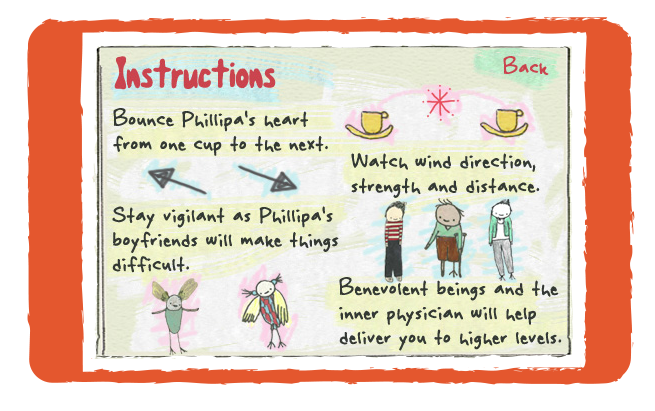 Instructions
Back
Bounce Phillipa's heart
from one cup to the next.
Watch wind direction,
strength and distance.
Stay vigilant as Phillipa's
boyfriends will make things
difficult.
Benevolent beings and the
inner physician will help
deliver you to higher levels.